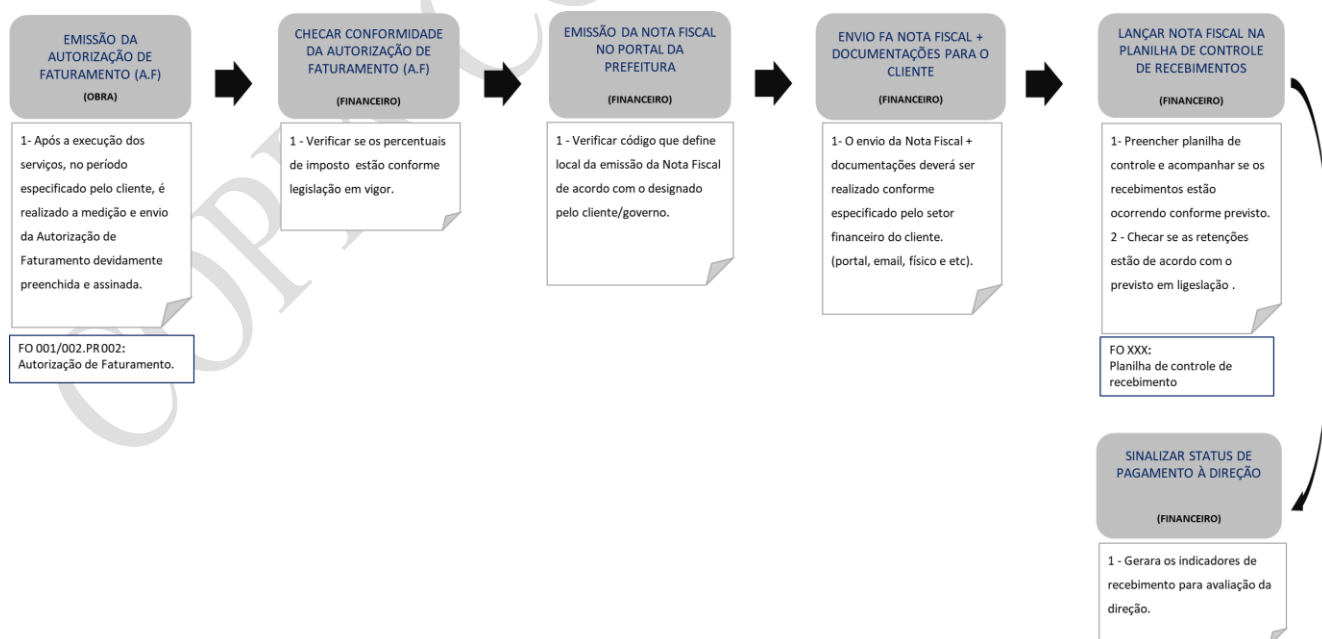 EMISSÃO DA
AUTORIZAÇÃO DE
FATURAMENTO (A.F)
(OBRA)
1- Após a execução dos
serviços, no período
especificado pelo cliente, é
realizado a medição e envio
da Autorização de
Faturamento devidamente
preenchida e assinada.
FO 001/002.PR002:
Autorização de Faturamento.
CHECAR CONFORMIDADE
DA AUTORIZAÇÃO DE
FATURAMENTO (A.F)
(FINANCEIRO)
1 - Verificar se os percentuais
de imposto estão conforme
legislação em vigor.
EMISSÃO DA NOTA FISCAL
NO PORTAL DA
PREFEITURA
(FINANCEIRO)
1 - Verificar código que define
local da emissão da Nota Fiscal
de acordo com o designado
pelo cliente/governo.
ENVIO FA NOTA FISCAL +
DOCUMENTAÇÕES PARA O
CLIENTE
(FINANCEIRO)
1- O envio da Nota Fiscal +
documentações deverá ser
realizado conforme
especificado pelo setor
financeiro do cliente.
(portal, email, físico e etc).
LANÇAR NOTA FISCAL NA
PLANILHA DE CONTROLE
DE RECEBIMENTOS
(FINANCEIRO)
1- Preencher planilha de
controle e acompanhar se os
recebimentos estão
ocorrendo conforme previsto.
2 - Checar se as retenções
estão de acordo com o
previsto em ligeslação .
FO XXX:
Planilha de controle de
recebimento
SINALIZAR STATUS DE
PAGAMENTO À DIREÇÃO
(FINANCEIRO)
1 - Gerara os indicadores de
recebimento para avaliação da
direção.